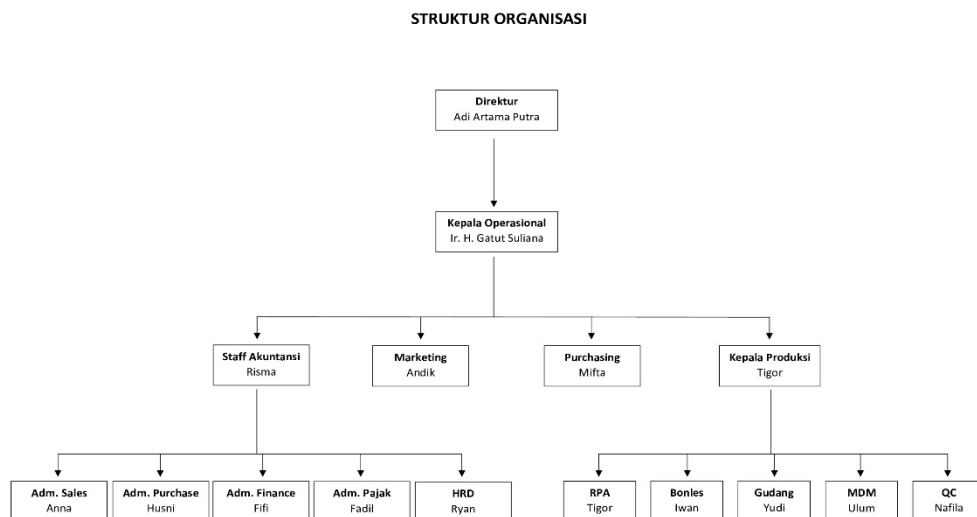 STRUKTUR ORGANISASI
Direktur
Adi Artama Putra
Kepala Operasional
Ir. H. Gatut Suliana
Staff Akuntansi
Risma
Marketing
Andik
Purchasing
Mifta
Kepala Produksi
Tigor
Adm. Sales
Anna
Adm. Purchase
Husni
Adm. Finance
Fifi
Adm. Pajak
Fadil
HRD
Ryan
RPA
Tigor
Bonles
Iwan
Gudang
Yudi
MDM
Ulum
QC
Nafila